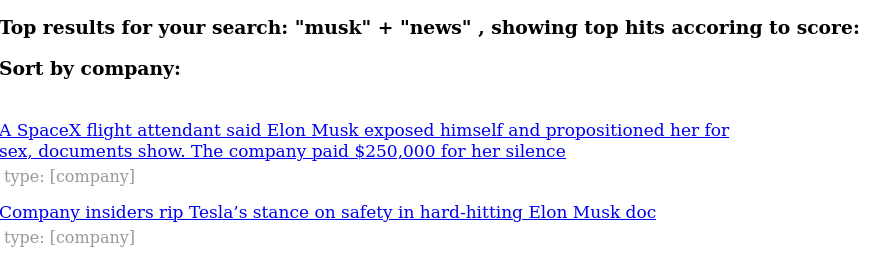 Top results for your search: "musk" + "news" , showing top hits accoring to score:
Sort by company:
A SpaceX flight attendant said Elon Musk exposed himself and propositioned her for
sex, documents show. The company paid $250,000 for her silence
type: [company]
Company insiders rip Tesla’s stance on safety in hard-hitting Elon Musk doc
type: [company]